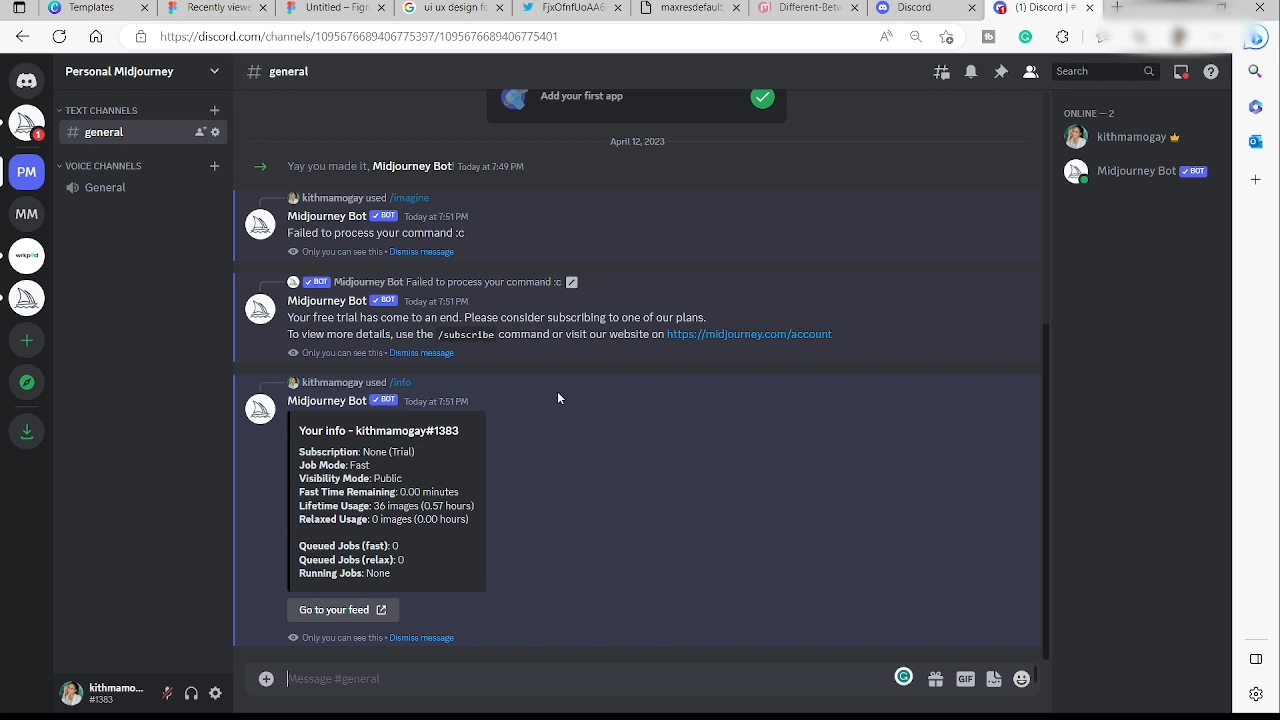 Templates
Recently viewe
Untitled – Figm
ui ux design fo
FjxOfnfUoAA6
maxresdefault.
Different-Betw
Discord
(1) Discord | #
https://discord.com/channels/1095676689406775397/1095676689406775401
Personal Midjourney
# general
Search
Add your first app
ONLINE — 2
TEXT CHANNELS
# general
kithmamogay
April 12, 2023
VOICE CHANNELS
General
Yay you made it, Midjourney Bot! Today at 7:49 PM
Midjourney Bot ✓ BOT
1
PM
MM
wrkpod
kithmamogay used /imagine
Midjourney Bot ✓ BOT Today at 7:51 PM
Failed to process your command :c
Only you can see this • Dismiss message
✓ BOT Midjourney Bot Failed to process your command :c
Midjourney Bot ✓ BOT Today at 7:51 PM
Your free trial has come to an end. Please consider subscribing to one of our plans.
To view more details, use the /subscribe command or visit our website on https://midjourney.com/account
Only you can see this • Dismiss message
kithmamogay used /info
Midjourney Bot ✓ BOT Today at 7:51 PM
Your info - kithmamogay#1383
Subscription: None (Trial)
Job Mode: Fast
Visibility Mode: Public
Fast Time Remaining: 0.00 minutes
Lifetime Usage: 36 images (0.57 hours)
Relaxed Usage: 0 images (0.00 hours)
Queued Jobs (fast): 0
Queued Jobs (relax): 0
Running Jobs: None
Go to your feed
Only you can see this • Dismiss message
Message #general
GIF
kithmamo...
#1383